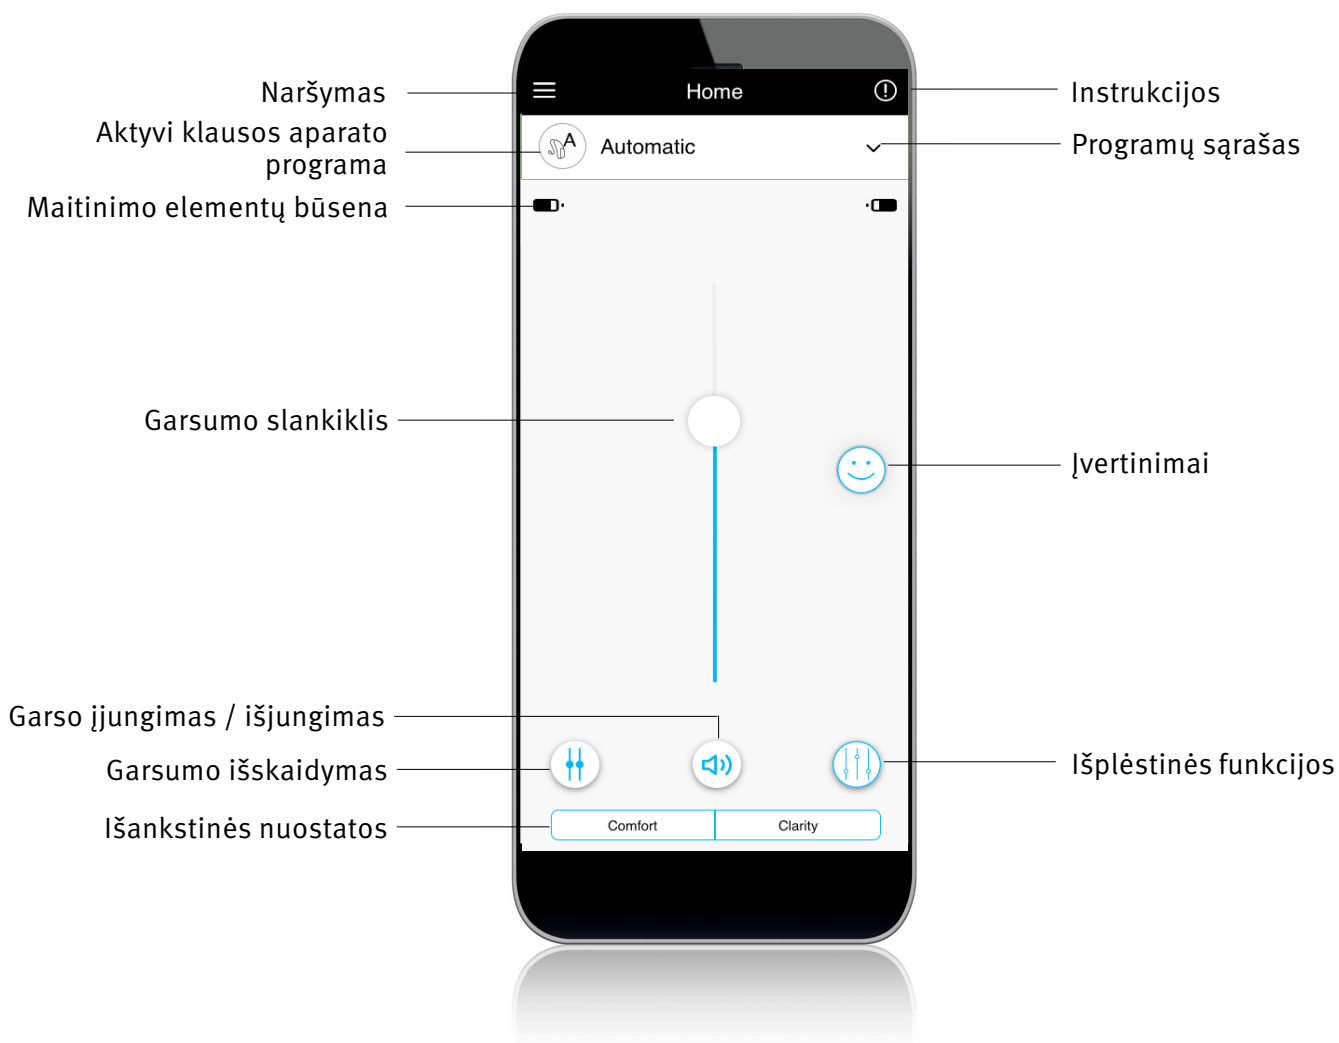 Naršymas
Home
Instrukcijos
Aktyvi klausos aparato
programa
A
Automatic
Programų sąrašas
Maitinimo elementų būsena
Garsumo slankiklis
Įvertinimai
Garso įjungimas / išjungimas
Garsumo išskaidymas
Išplėstinės funkcijos
Išankstinės nuostatos
Comfort
Clarity